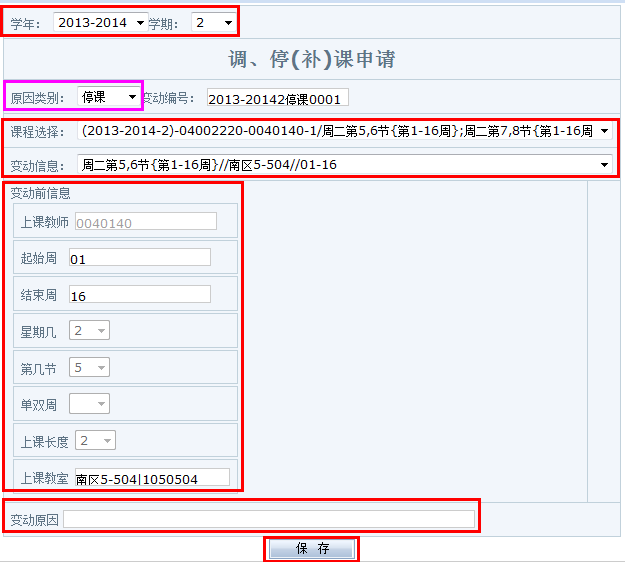 学年： 2013-2014 学期： 2
调、停(补)课申请
原因类别： 停课 变动编号： 2013-20142停课0001
课程选择： (2013-2014-2)-04002220-0040140-1/周二第5,6节{第1-16周};周二第7,8节{第1-16周
变动信息： 周二第5,6节{第1-16周}//南区5-504//01-16
变动前信息
上课教师 0040140
起始周 01
结束周 16
星期几 2
第几节 5
单双周
上课长度 2
上课教室 南区5-504|1050504
变动原因
保 存